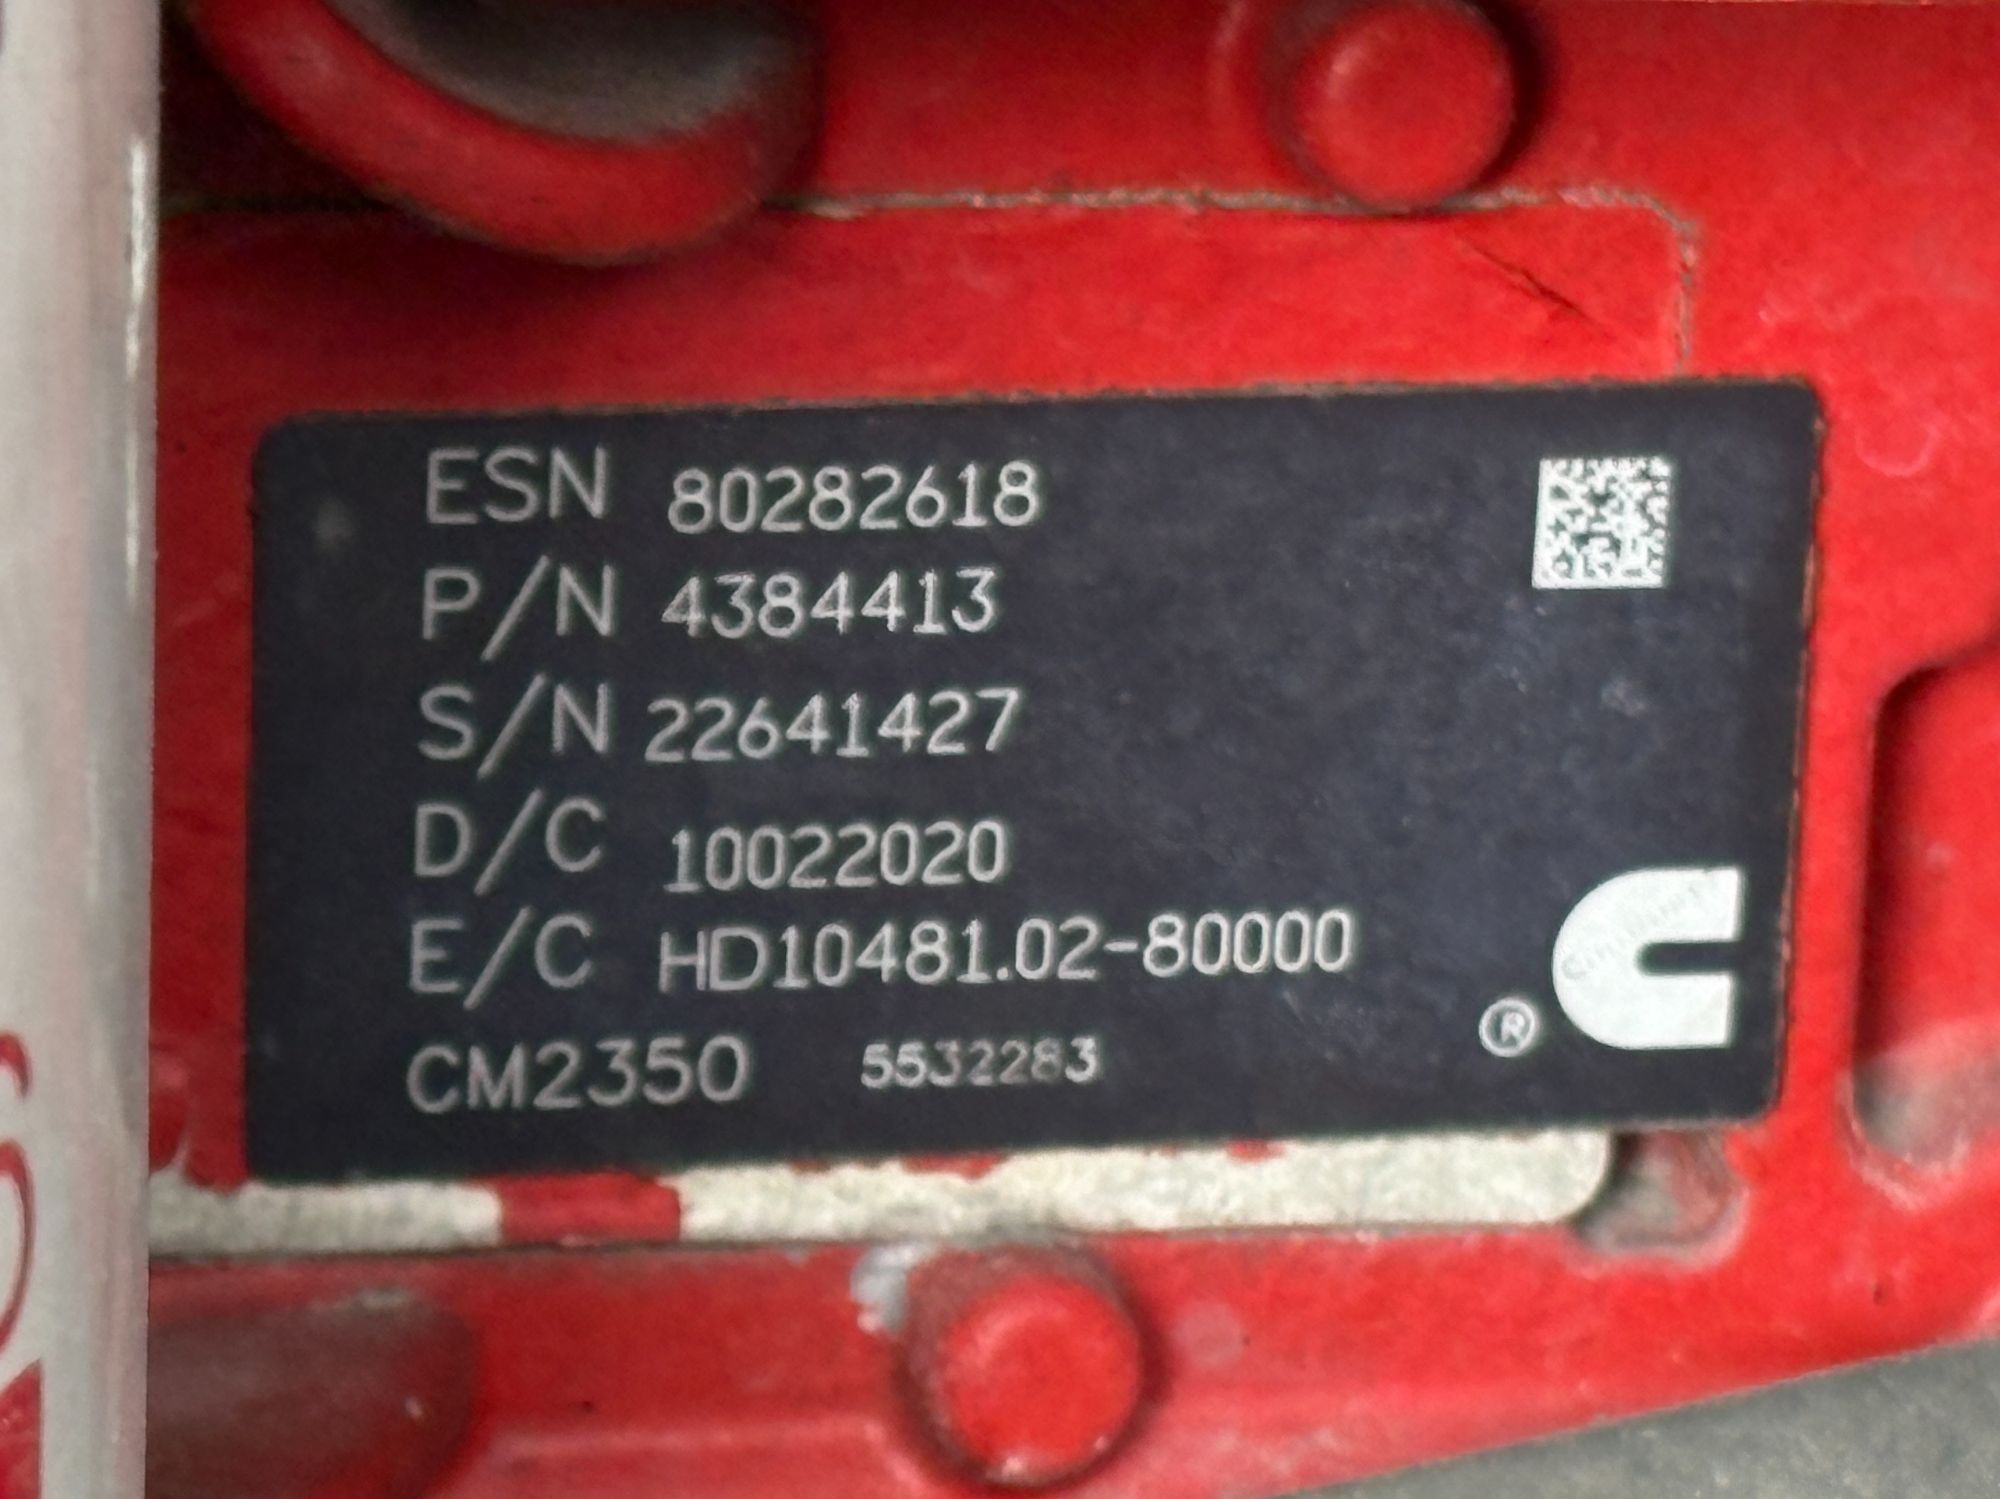 ESN 80282618
P/N 4384413
S/N 22641427
D/C 10022020
E/C HD10481.02-80000
CM2350 5532283
®